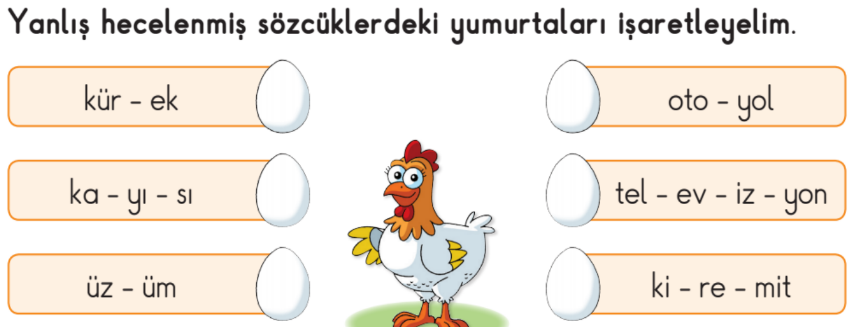 Yanlış hecelenmiş sözcüklerdeki yumurtaları işaretleyelim.
kür - ek
oto - yol
ka - yı - sı
tel - ev - iz - yon
üz - üm
ki - re - mit